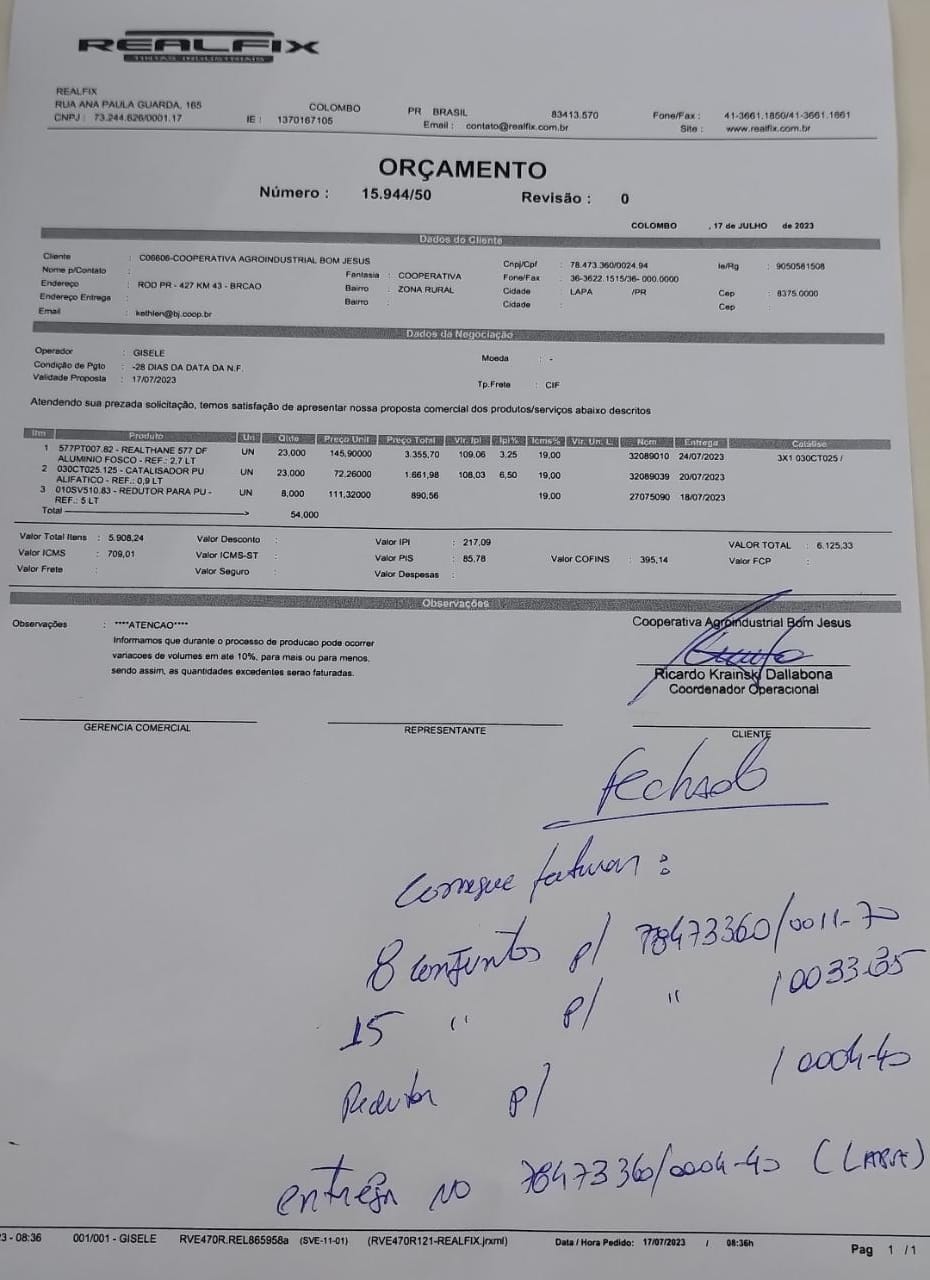 REALFIX
TINTAS INDUSTRIAIS
REALFIX
RUA ANA PAULA GUARDA, 165 COLOMBO PR BRASIL 83413.570 Fone/Fax : 41-3661.1850/41-3661.1661
CNPJ : 73.244.626/0001.17 IE : 1370167105 Email : contato@realfix.com.br Site : www.realfix.com.br
ORÇAMENTO
Número : 15.944/50 Revisão : 0
COLOMBO , 17 de JULHO de 2023
Dados do Cliente
Cliente : C06606-COOPERATIVA AGROINDUSTRIAL BOM JESUS Cnpj/Cpf : 78.473.360/0024.94 Ie/Rg : 9050581508
Nome p/Contato : Fantasia : COOPERATIVA Fone/Fax : 36-3622.1515/36- 000.0000
Endereço : ROD PR - 427 KM 43 - BRCAO Bairro : ZONA RURAL Cidade : LAPA /PR Cep : 8375.0000
Endereço Entrega : Bairro : Cidade : Cep :
Email : kethlen@bj.coop.br
Dados da Negociação
Operador : GISELE Moeda : -
Condição de Pgto : -28 DIAS DA DATA DA N.F.
Validade Proposta : 17/07/2023 Tp.Frete : CIF
Atendendo sua prezada solicitação, temos satisfação de apresentar nossa proposta comercial dos produtos/serviços abaixo descritos
Itm Produto Un Qtde Preço Unit Preço Total Vlr. Ipi Ipi% Icms% Vlr. Un. L. Ncm Entrega Catálise
1 577PT007.82 - REALTHANE 577 DF UN 23,000 145,90000 3.355,70 109,06 3,25 19,00 32089010 24/07/2023 3X1 030CT025 /
ALUMINIO FOSCO - REF.: 2,7 LT
2 030CT025.125 - CATALISADOR PU UN 23,000 72,26000 1.661,98 108,03 6,50 19,00 32089039 20/07/2023
ALIFATICO - REF.: 0,9 LT
3 010SV510.83 - REDUTOR PARA PU - UN 8,000 111,32000 890,56 19,00 27075090 18/07/2023
REF.: 5 LT
Total ————> 54,000
Valor Total Itens : 5.908,24 Valor Desconto : Valor IPI : 217,09 VALOR TOTAL : 6.125,33
Valor ICMS : 709,01 Valor ICMS-ST : Valor PIS : 85,78 Valor COFINS : 395,14 Valor FCP :
Valor Frete : Valor Seguro : Valor Despesas :
Observações
Observações : ****ATENCAO****
Informamos que durante o processo de producao pode ocorrer
variacoes de volumes em ate 10%, para mais ou para menos,
sendo assim, as quantidades excedentes serao faturadas.
Cooperativa Agroindustrial Bom Jesus
Ricardo Krainski Dallabona
Coordenador Operacional
GERENCIA COMERCIAL REPRESENTANTE CLIENTE
Fechado
Consegue faturar :
8 conjuntos p/ 78473360/0011-70
15 " p/ " /0033-85
Redutor p/ /0004-40
entrega no 78473360/0004-40 (LAPA)
3 - 08:36 001/001 - GISELE RVE470R.REL865958a (SVE-11-01) (RVE470R121-REALFIX.jrxml) Data / Hora Pedido: 17/07/2023 / 08:36h Pag 1 / 1